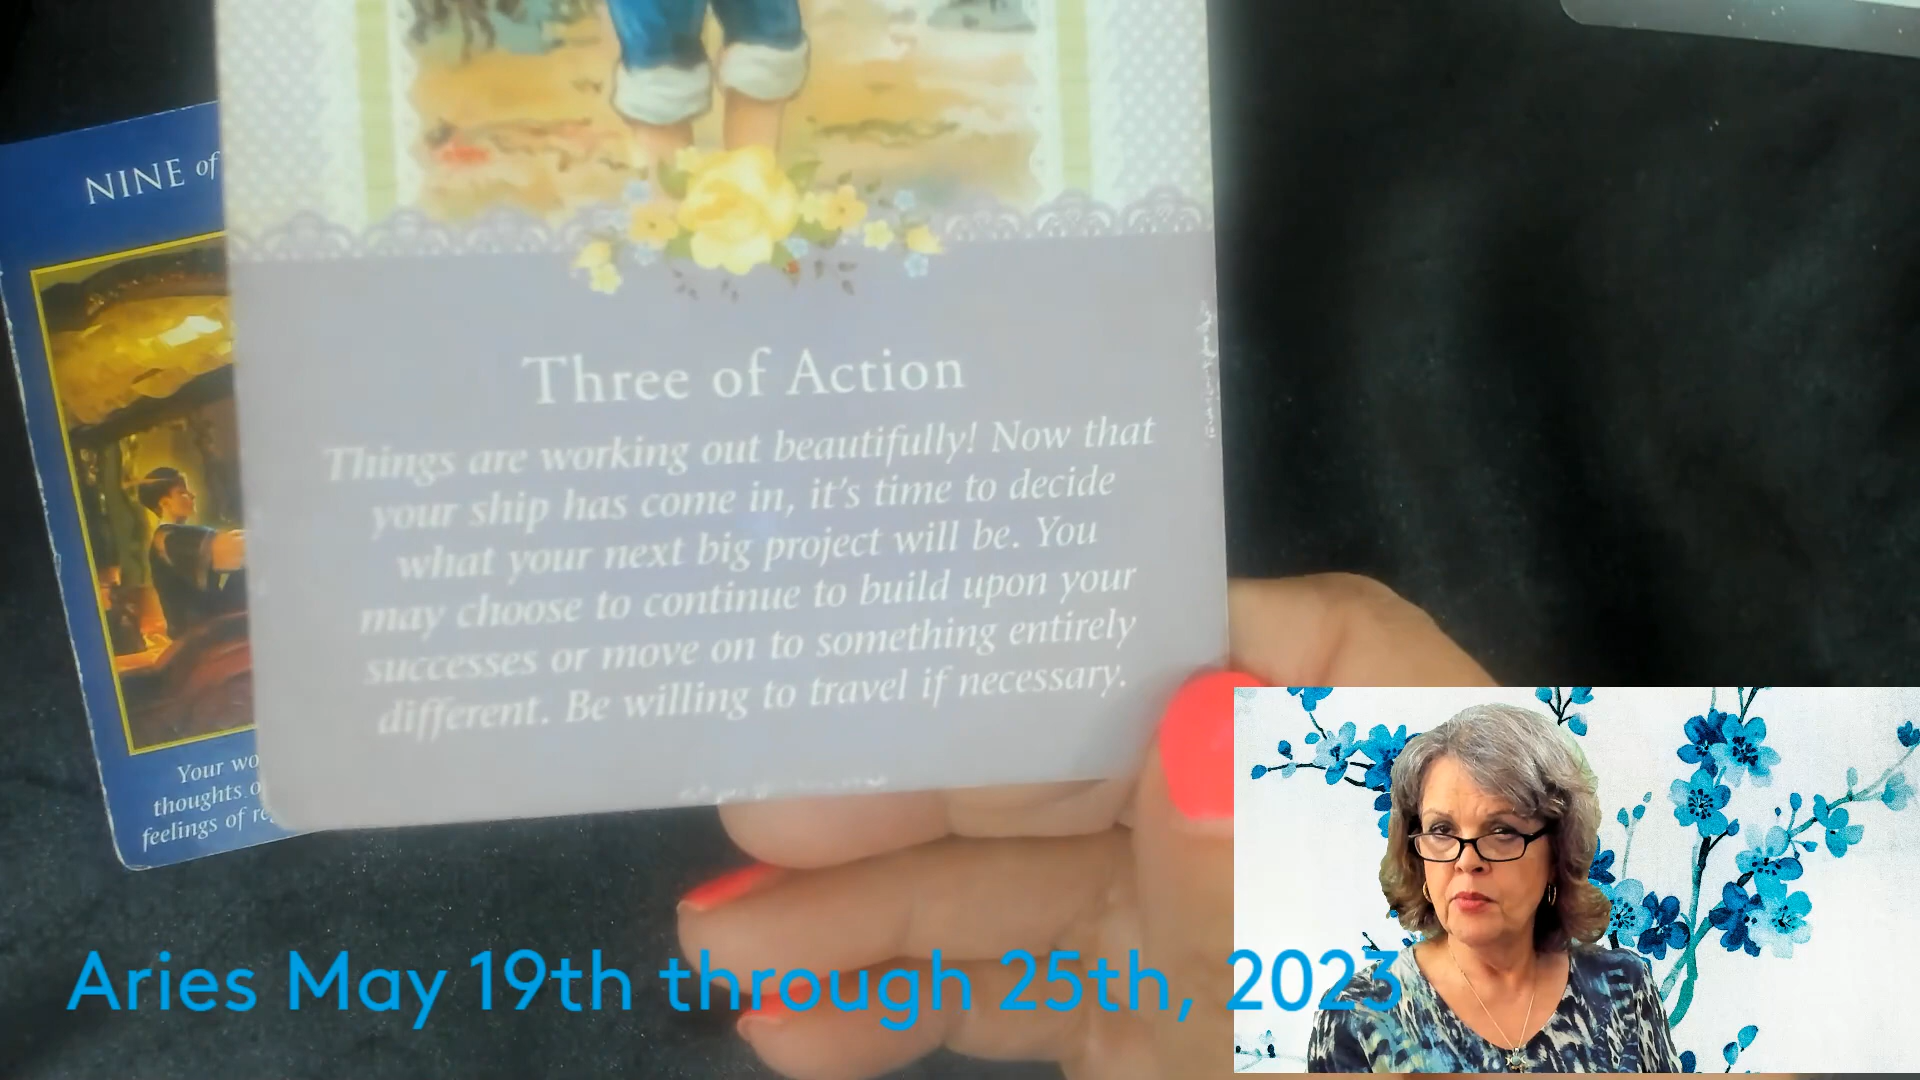 NINE of
Three of Action
Things are working out beautifully! Now that
your ship has come in, it's time to decide
what your next big project will be. You
may choose to continue to build upon your
successes or move on to something entirely
different. Be willing to travel if necessary.
Your
thoughts
feelings of
Aries May 19th through 25th, 2023